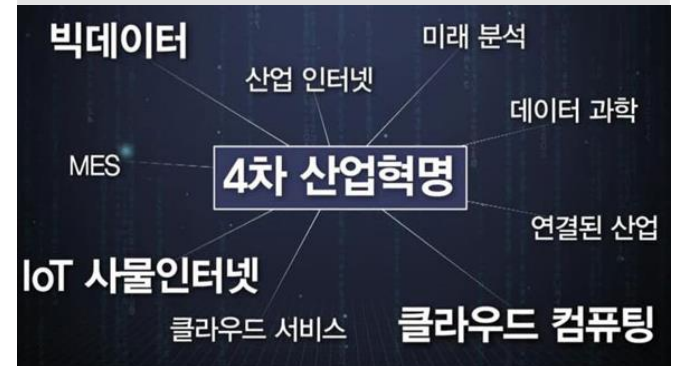 빅데이터
미래 분석
산업 인터넷
데이터 과학
MES
4차 산업혁명
연결된 산업
IoT 사물인터넷
클라우드 서비스
클라우드 컴퓨팅